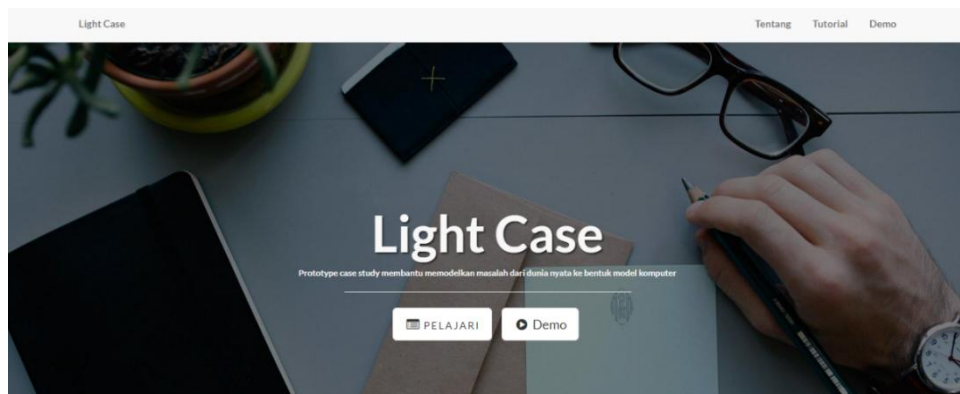 Light Case
Tentang Tutorial Demo
Light Case
Prototype case study membantu memodelkan masalah dari dunia nyata ke bentuk model komputer
PELAJARI
Demo